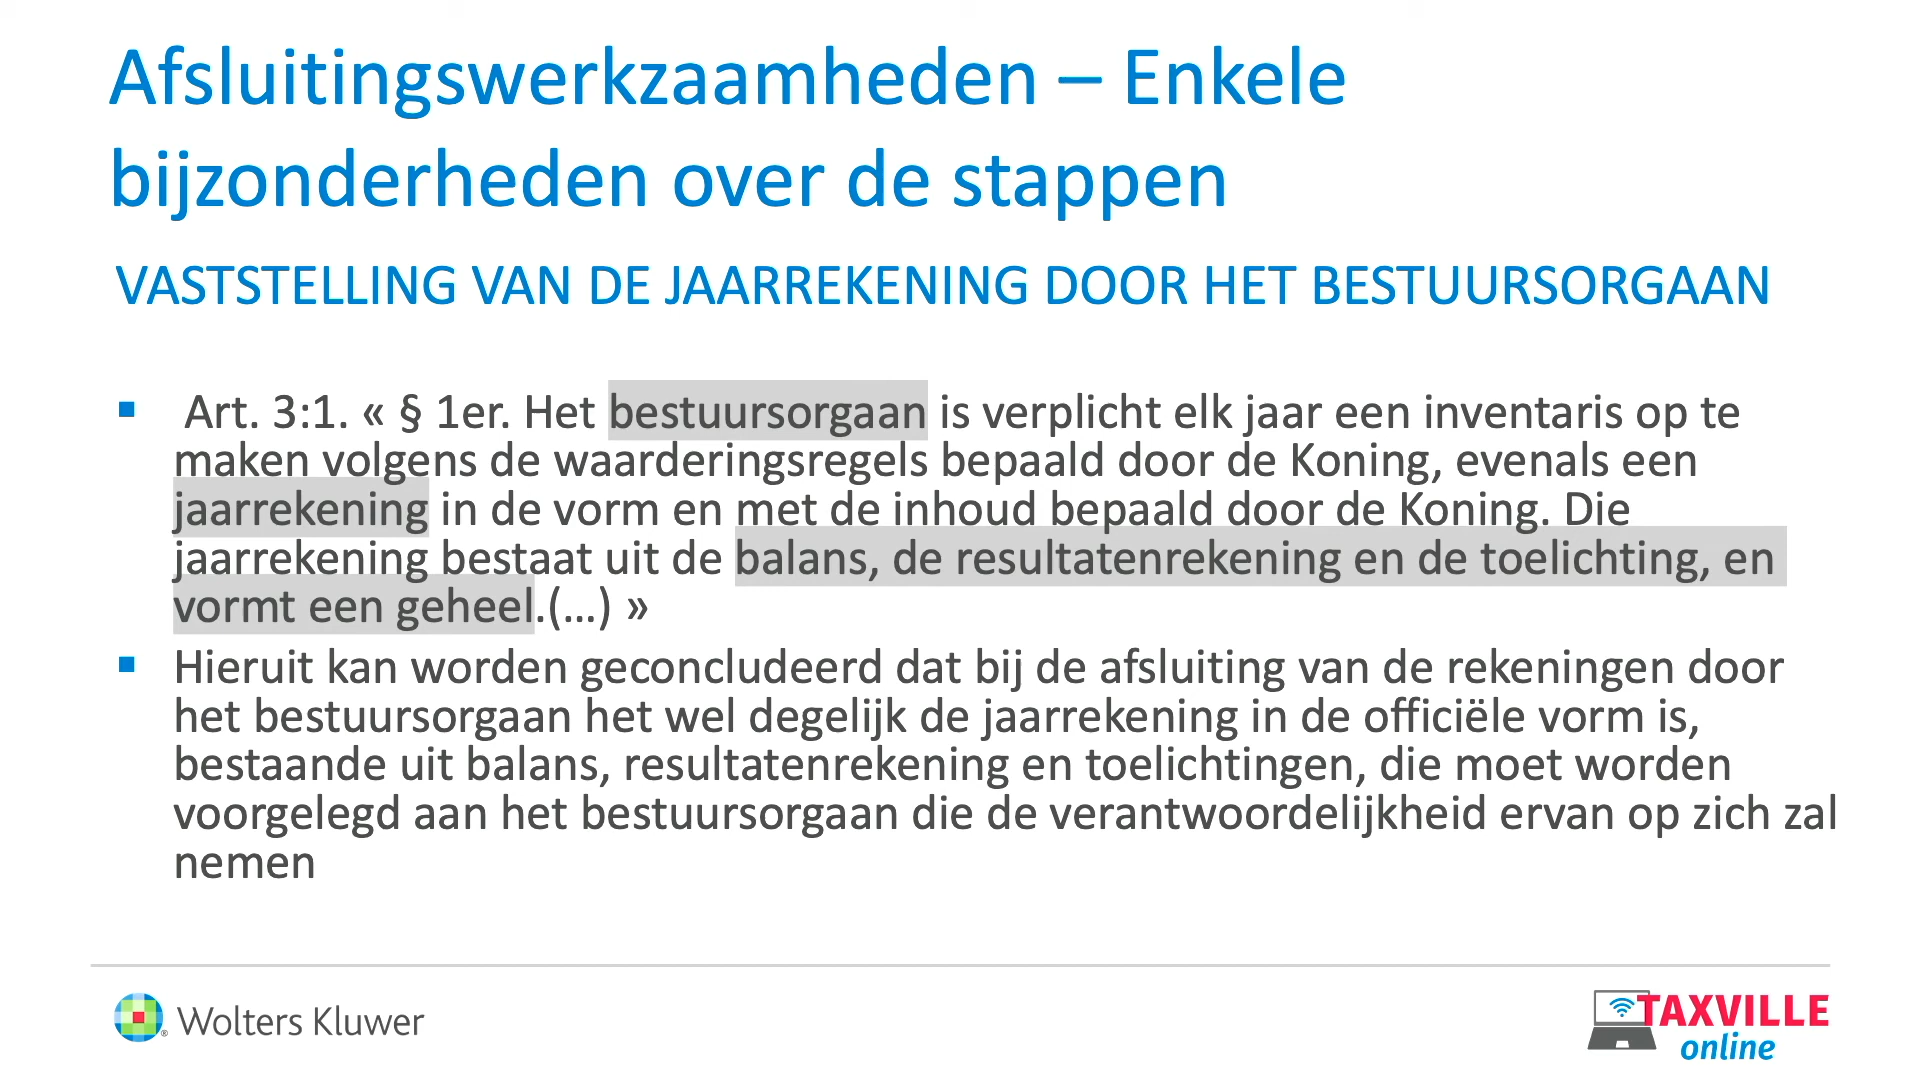 Afsluitingswerkzaamheden – Enkele
bijzonderheden over de stappen
VASTSTELLING VAN DE JAARREKENING DOOR HET BESTUURSORGAAN
▪ Art. 3:1. « § 1er. Het bestuursorgaan is verplicht elk jaar een inventaris op te
maken volgens de waarderingsregels bepaald door de Koning, evenals een
jaarrekening in de vorm en met de inhoud bepaald door de Koning. Die
jaarrekening bestaat uit de balans, de resultatenrekening en de toelichting, en
vormt een geheel.(…) »
▪ Hieruit kan worden geconcludeerd dat bij de afsluiting van de rekeningen door
het bestuursorgaan het wel degelijk de jaarrekening in de officiële vorm is,
bestaande uit balans, resultatenrekening en toelichtingen, die moet worden
voorgelegd aan het bestuursorgaan die de verantwoordelijkheid ervan op zich zal
nemen
® Wolters Kluwer
TAXVILLE
online